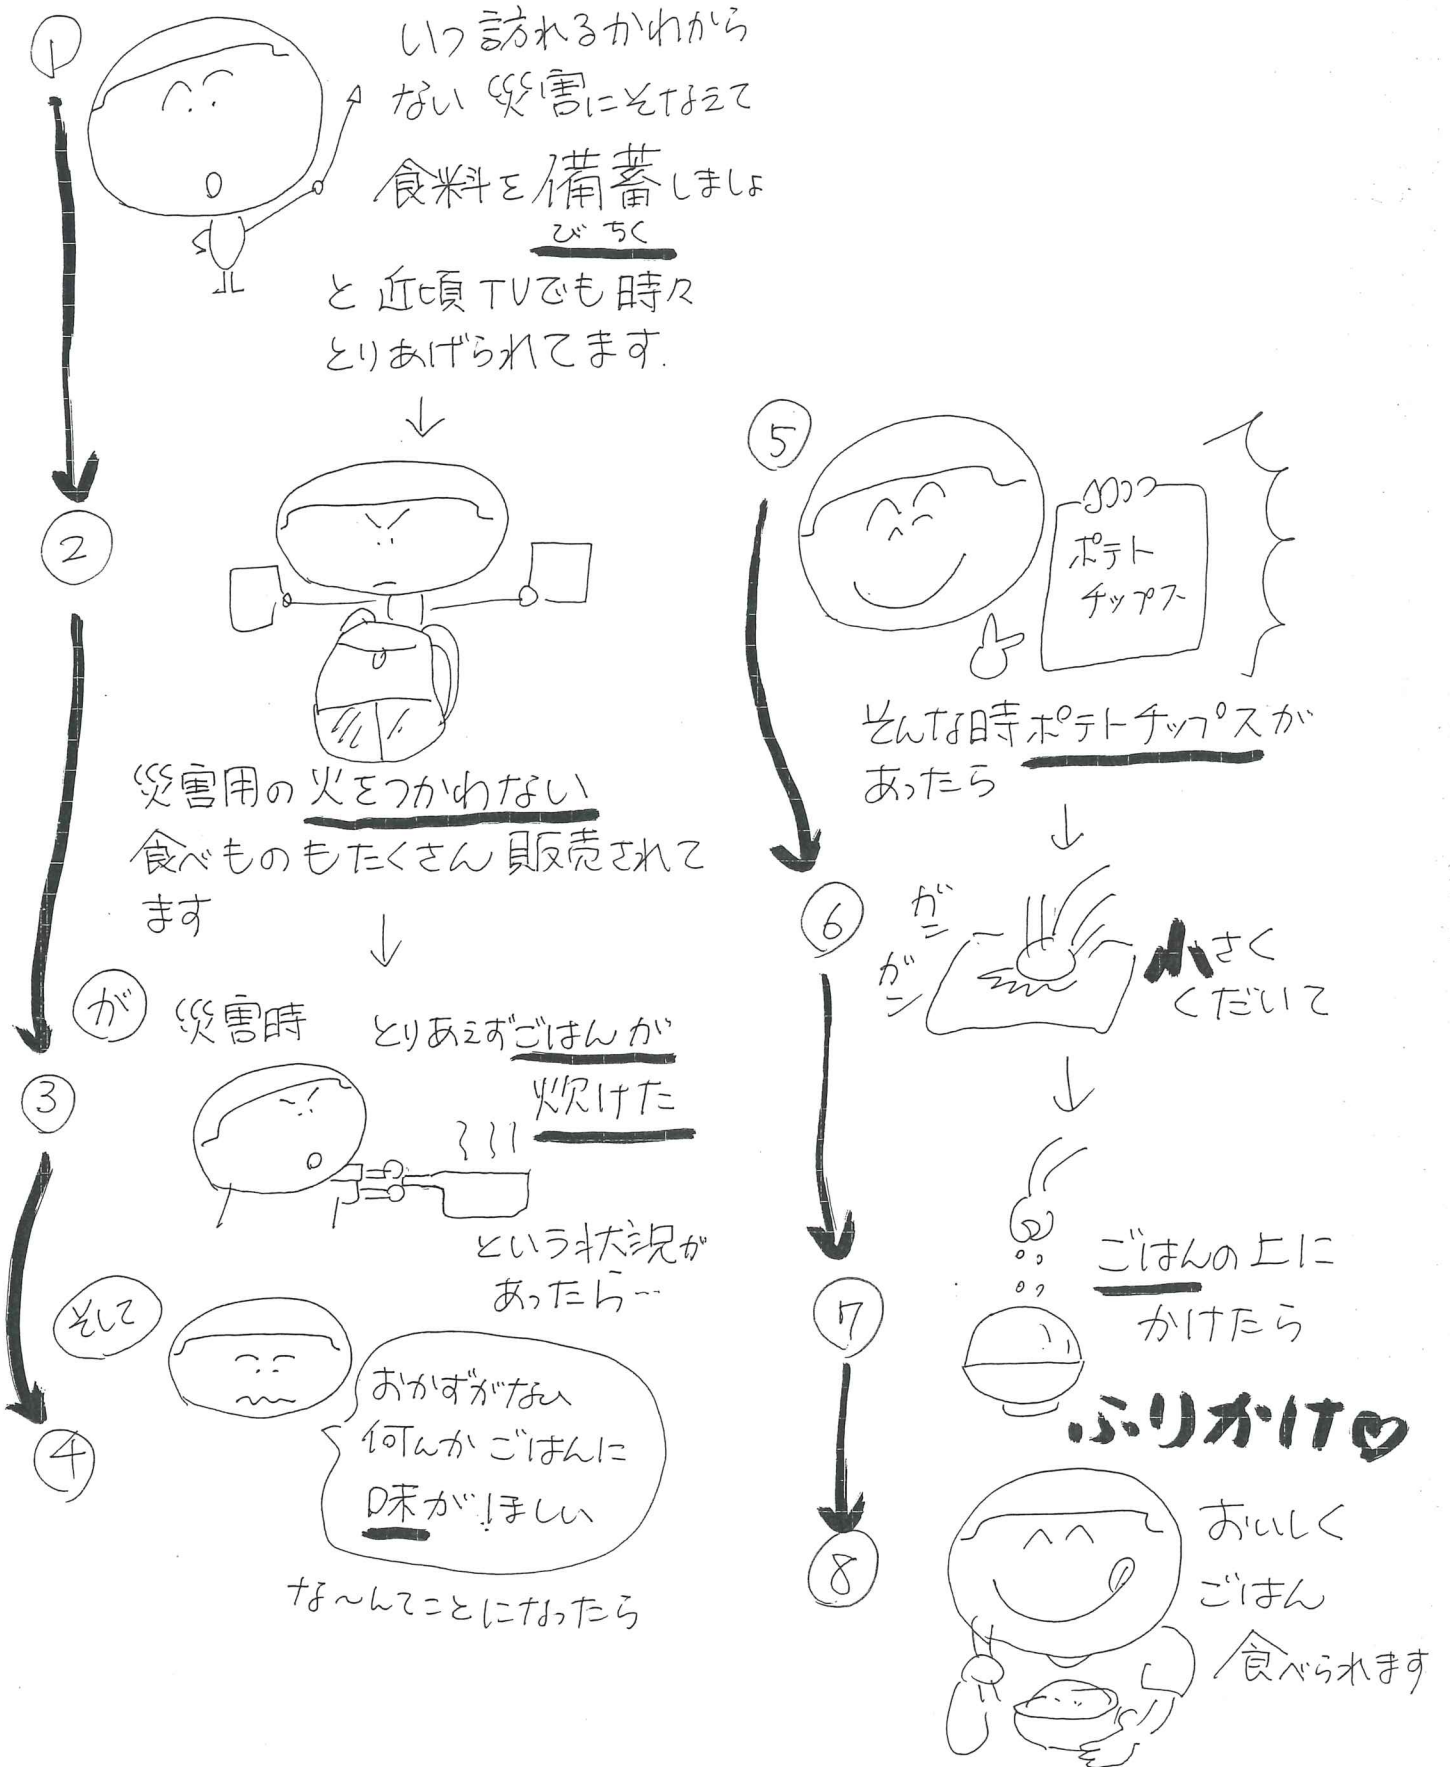 ①
いつ訪れるかわから
ない災害にそなえて
食料を備蓄しましょ
びちく
と近頃TVでも時々
とりあげられてます.
↓
②
災害用の火をつかわない
食べものもたくさん販売されて
ます
↓
が
災害時
とりあえずごはんが
炊けた
③
という状況が
あったら…
そして
おかずがない
何んかごはんに
味がほしい
④
な〜んてことになったら
⑤
ポテト
チップス
そんな時ポテトチップスが
あったら
↓
⑥
ガン
ガン
小さく
くだいて
↓
⑦
ごはんの上に
かけたら
ふりかけ♡
⑧
おいしく
ごはん
食べられます